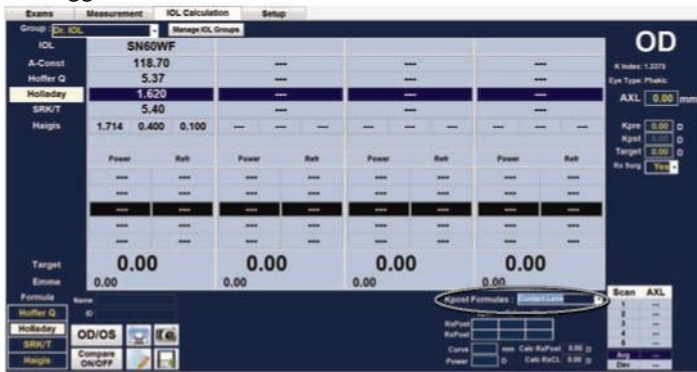 Exams Measurement IOL Calculation Setup
Group : Dr. IOL Manage IOL Groups
OD
IOL SN60WF
A-Const 118.70 --- --- ---
K Index: 1.3375
Hoffer Q 5.37 --- --- ---
Eye Type: Phakic
Holladay 1.620 --- --- ---
AXL 0.00 mm
SRK/T 5.40 --- --- ---
Haigis 1.714 0.400 0.100 --- --- --- --- --- --- --- --- ---
Kpre 0.00 D
Kpst 0.00 D
Target 0.00 D
Rx Surg Yes
Power Refr Power Refr Power Refr Power Refr
--- --- --- --- --- --- --- ---
--- --- --- --- --- --- --- ---
--- --- --- --- --- --- --- ---
--- --- --- --- --- --- --- ---
--- --- --- --- --- --- --- ---
Target 0.00 0.00 0.00 0.00
Emme 0.00 0.00 0.00 0.00
Formula Name
Kpost Formulas : Contact Lens
Scan AXL
Hoffer Q ID
1 ---
Holladay OD/OS
RxPost
2 ---
RxPost
3 ---
SRK/T
4 ---
Curve mm Calc RxPost 0.00 D
5 ---
Haigis Compare ON/OFF
Power D Calc RxCL 0.00 D
Avg ---
Dev ---